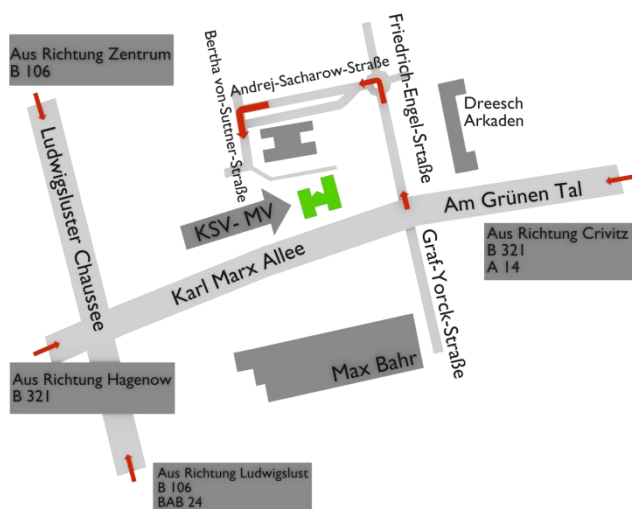 Aus Richtung Zentrum
B 106
Bertha von-Suttner-Straße
Andrej-Sacharow-Straße
Friedrich-Engel-Srtaße
Dreesch
Arkaden
Ludwigsluster Chaussee
KSV- MV
Am Grünen Tal
Karl Marx Allee
Aus Richtung Crivitz
B 321
A 14
Graf-Yorck-Straße
Max Bahr
Aus Richtung Hagenow
B 321
Aus Richtung Ludwigslust
B 106
BAB 24